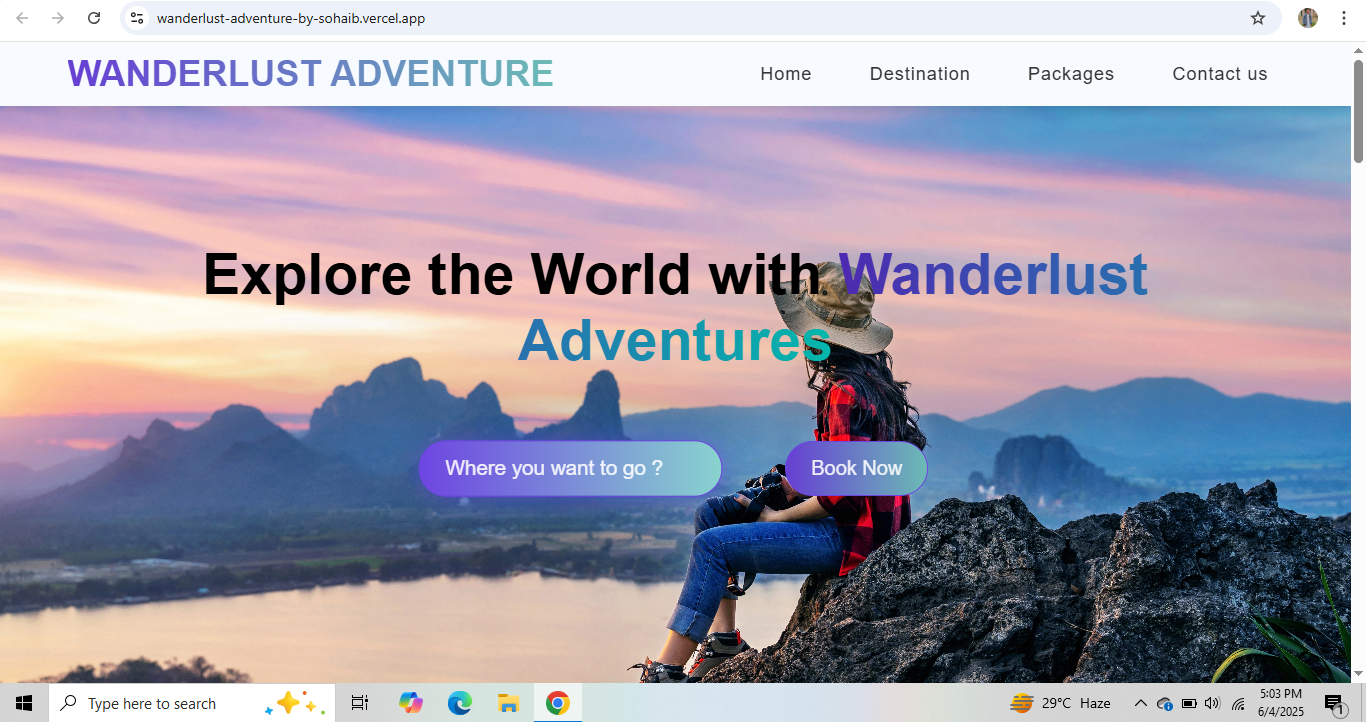 wanderlust-adventure-by-sohaib.vercel.app
WANDERLUST ADVENTURE
Home Destination Packages Contact us
Explore the World with Wanderlust
Adventures
Where you want to go ?
Book Now
Type here to search
29°C Haze
5:03 PM
6/4/2025
1